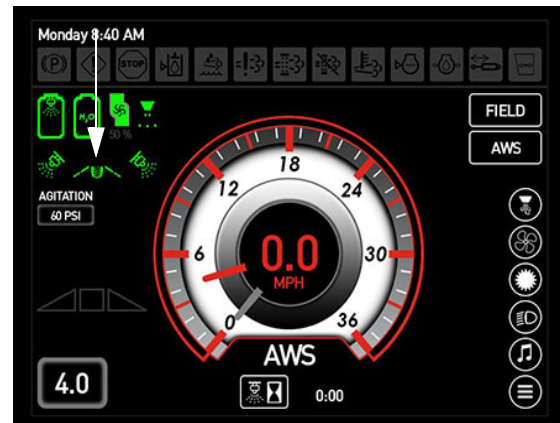 Monday 8:40 AM
(P)
STOP
H₂O
50 %
FIELD
AWS
AGITATION
60 PSI
0
6
12
18
24
30
36
0.0
MPH
AWS
4.0
0:00